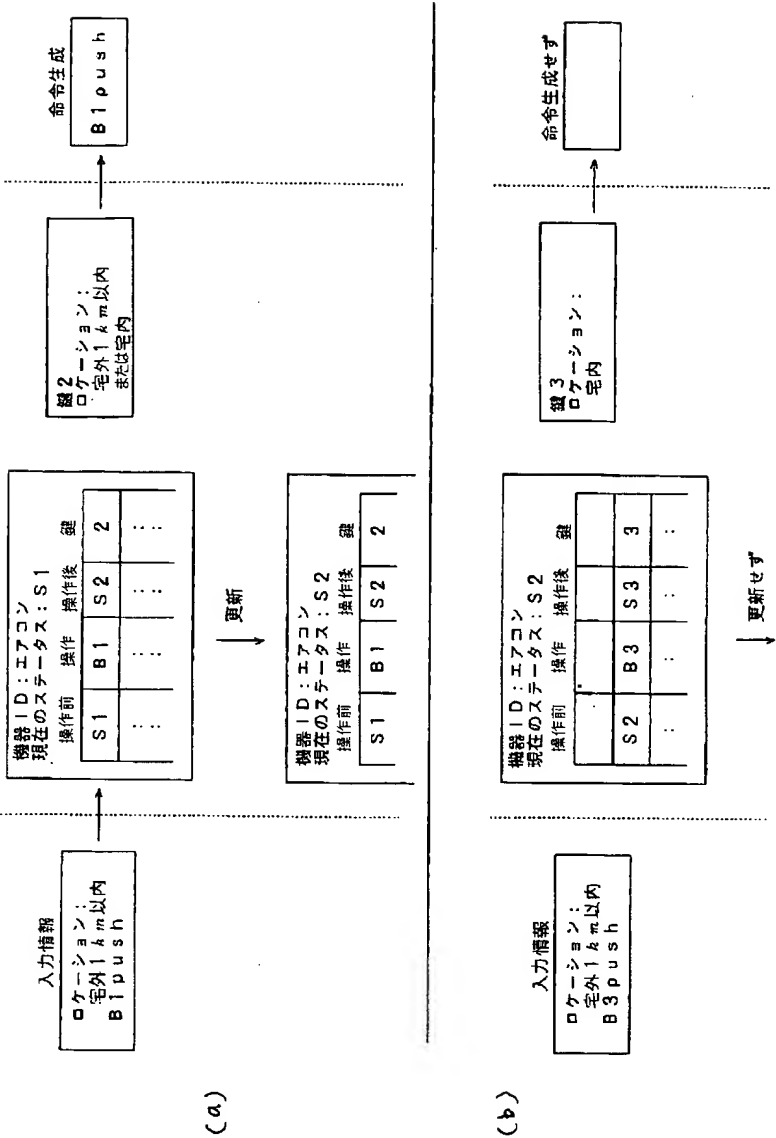 (a)
入力情報
ロケーション:
宅外1km以内
B1push
機器ID:エアコン
現在のステータス:S1
操作前 操作 操作後 鍵
S1 B1 S2 2
: : : :
更新
機器ID:エアコン
現在のステータス:S2
操作前 操作 操作後 鍵
S1 B1 S2 2
鍵2
ロケーション:
宅外1km以内
または宅内
命令生成
B1push
(b)
入力情報
ロケーション:
宅外1km以内
B3push
機器ID:エアコン
現在のステータス:S2
操作前 操作 操作後 鍵
S2 B3 S3 3
: : : :
更新せず
鍵3
ロケーション:
宅内
命令生成せず